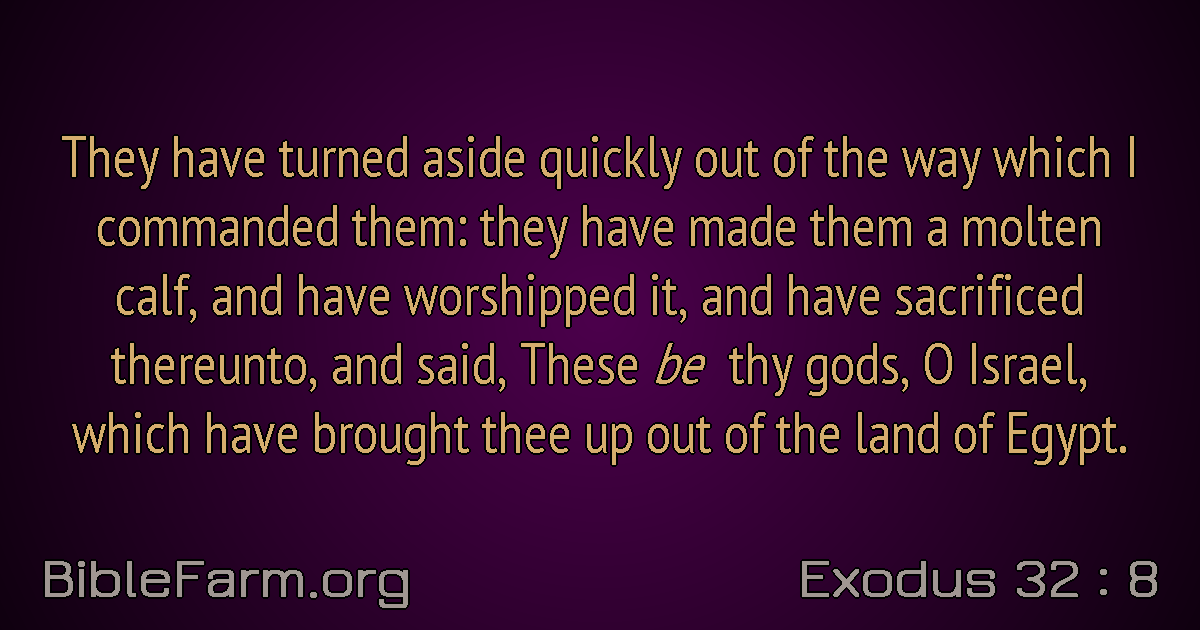 They have turned aside quickly out of the way which I
commanded them: they have made them a molten
calf, and have worshipped it, and have sacrificed
thereunto, and said, These be thy gods, O Israel,
which have brought thee up out of the land of Egypt.
BibleFarm.org
Exodus 32 : 8